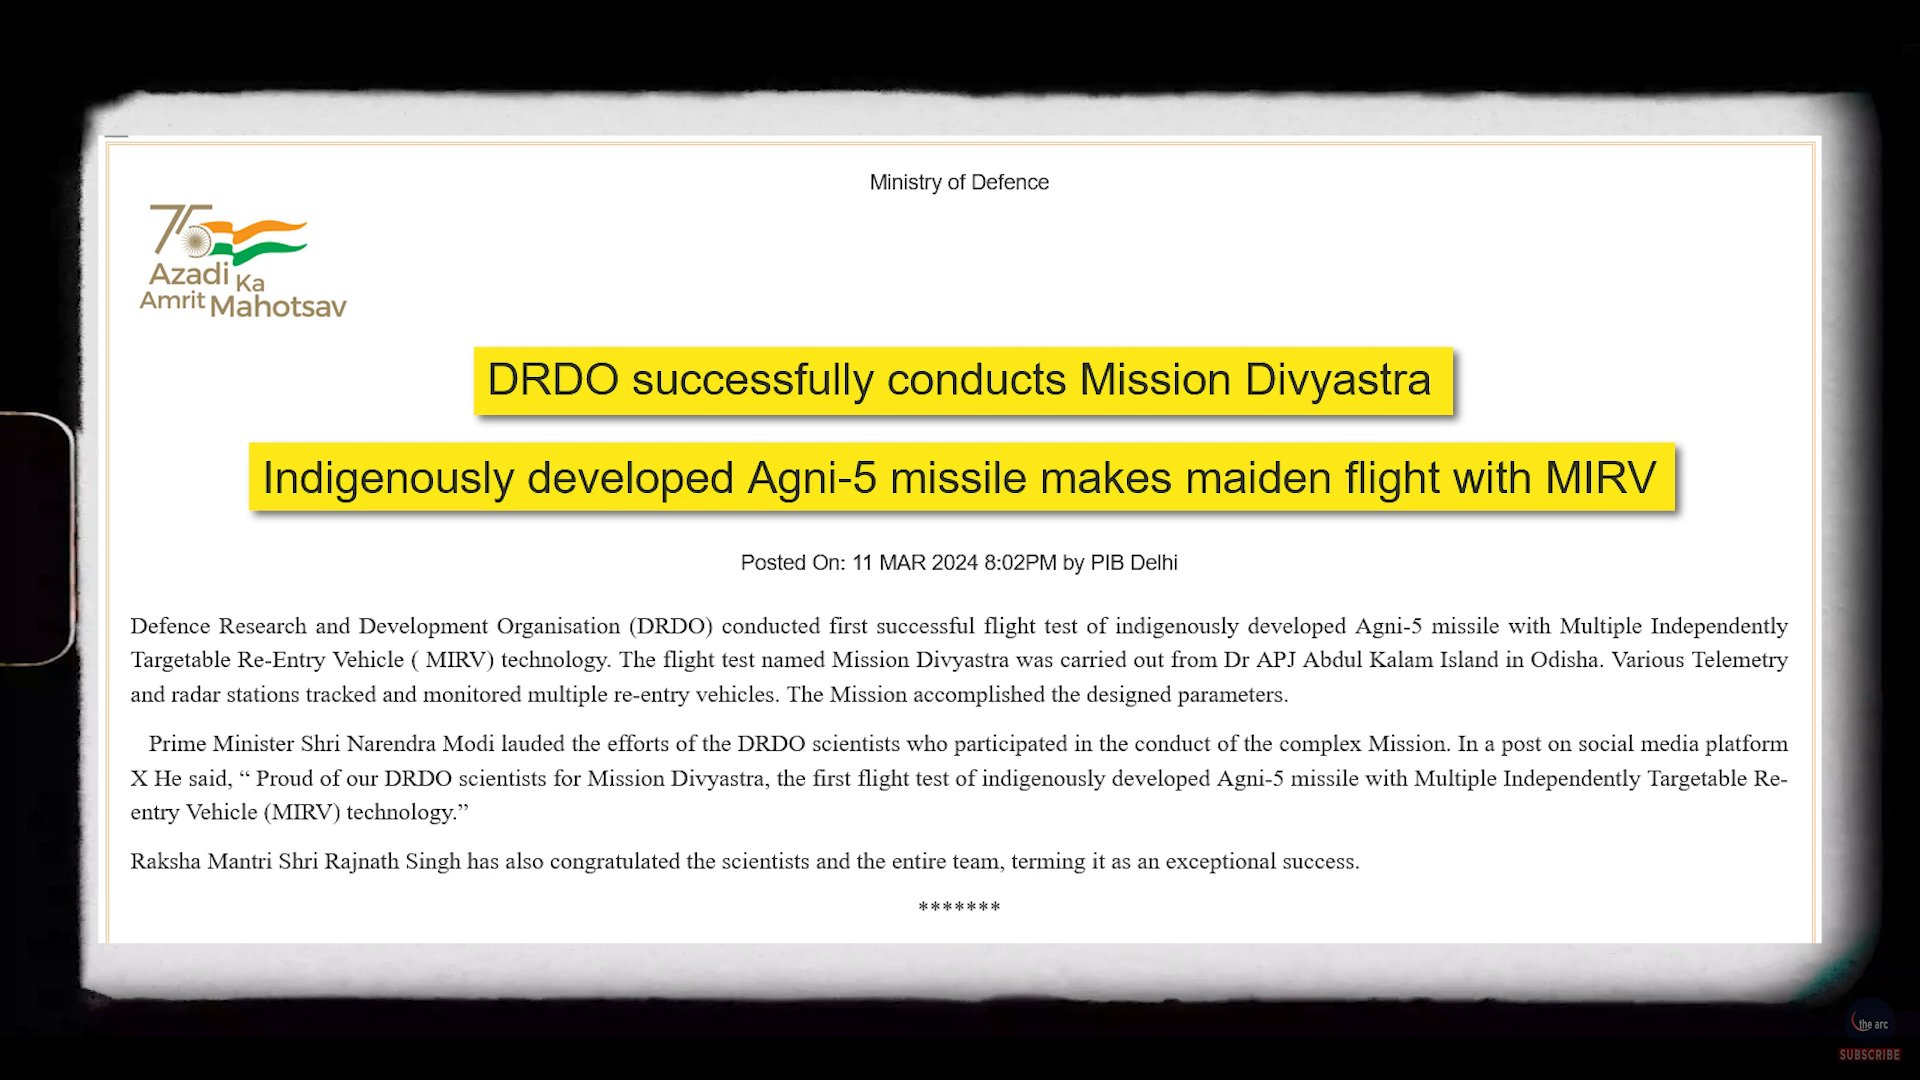 Ministry of Defence
75
Azadi Ka
Amrit Mahotsav
DRDO successfully conducts Mission Divyastra
Indigenously developed Agni-5 missile makes maiden flight with MIRV
Posted On: 11 MAR 2024 8:02PM by PIB Delhi
Defence Research and Development Organisation (DRDO) conducted first successful flight test of indigenously developed Agni-5 missile with Multiple Independently
Targetable Re-Entry Vehicle ( MIRV) technology. The flight test named Mission Divyastra was carried out from Dr APJ Abdul Kalam Island in Odisha. Various Telemetry
and radar stations tracked and monitored multiple re-entry vehicles. The Mission accomplished the designed parameters.
Prime Minister Shri Narendra Modi lauded the efforts of the DRDO scientists who participated in the conduct of the complex Mission. In a post on social media platform
X He said, “ Proud of our DRDO scientists for Mission Divyastra, the first flight test of indigenously developed Agni-5 missile with Multiple Independently Targetable Re-
entry Vehicle (MIRV) technology.”
Raksha Mantri Shri Rajnath Singh has also congratulated the scientists and the entire team, terming it as an exceptional success.
*******
the arc
SUBSCRIBE